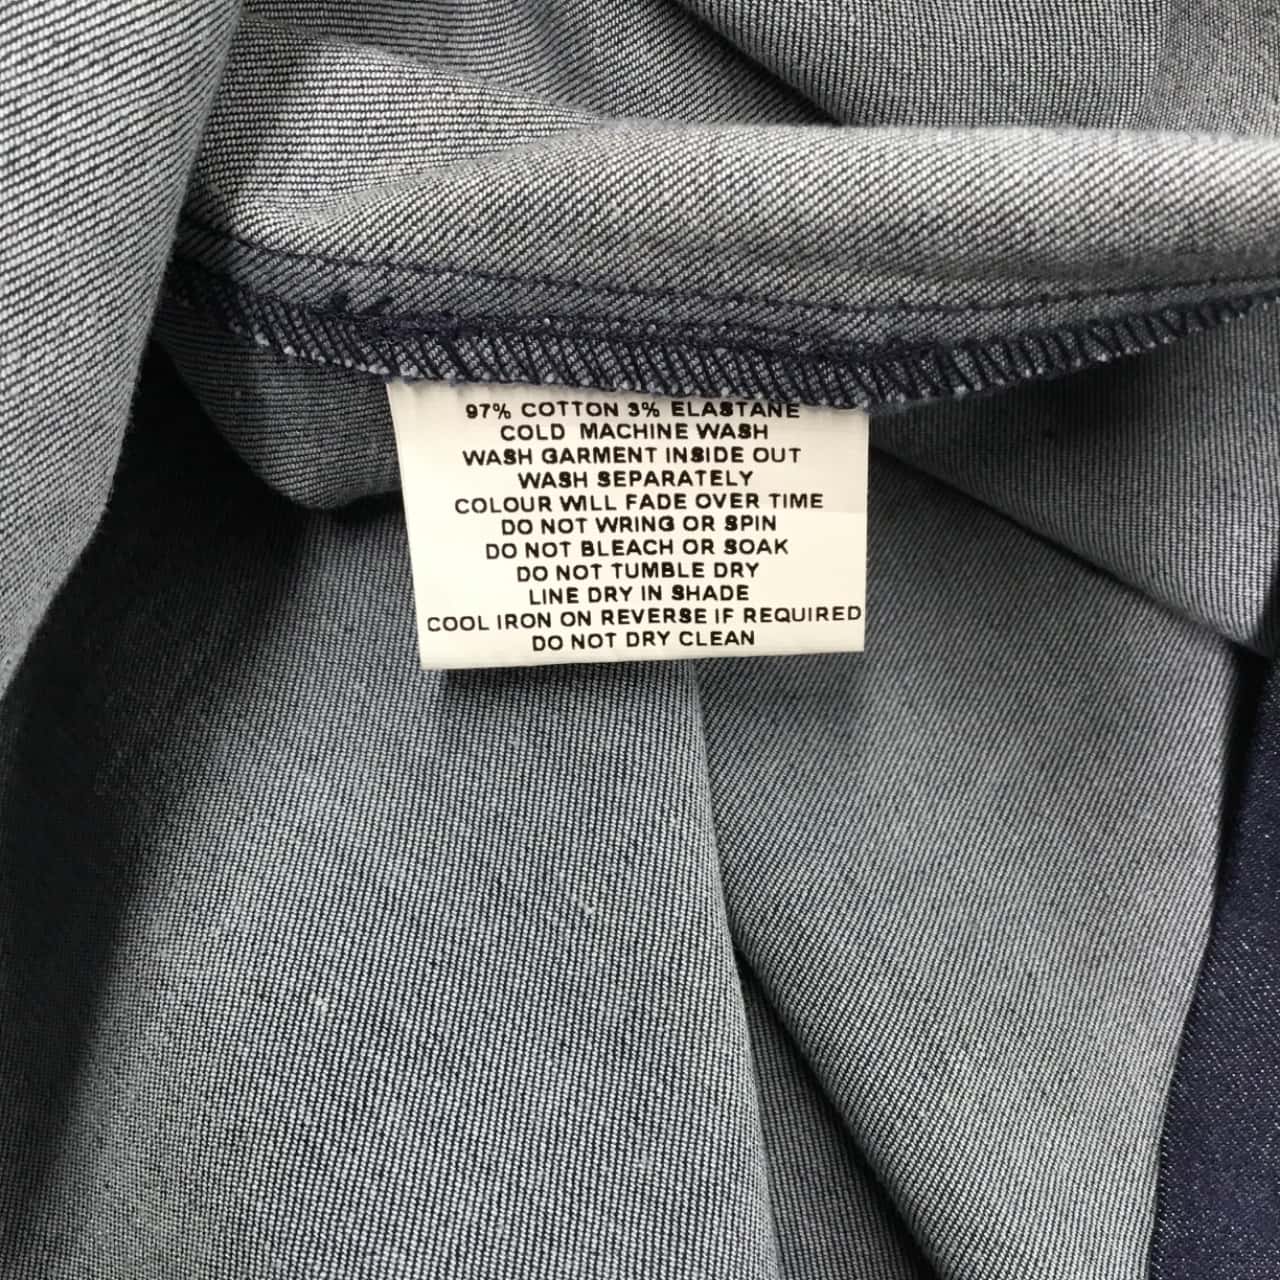 97% COTTON 3% ELASTANE
COLD MACHINE WASH
WASH GARMENT INSIDE OUT
WASH SEPARATELY
COLOUR WILL FADE OVER TIME
DO NOT WRING OR SPIN
DO NOT BLEACH OR SOAK
DO NOT TUMBLE DRY
LINE DRY IN SHADE
COOL IRON ON REVERSE IF REQUIRED
DO NOT DRY CLEAN